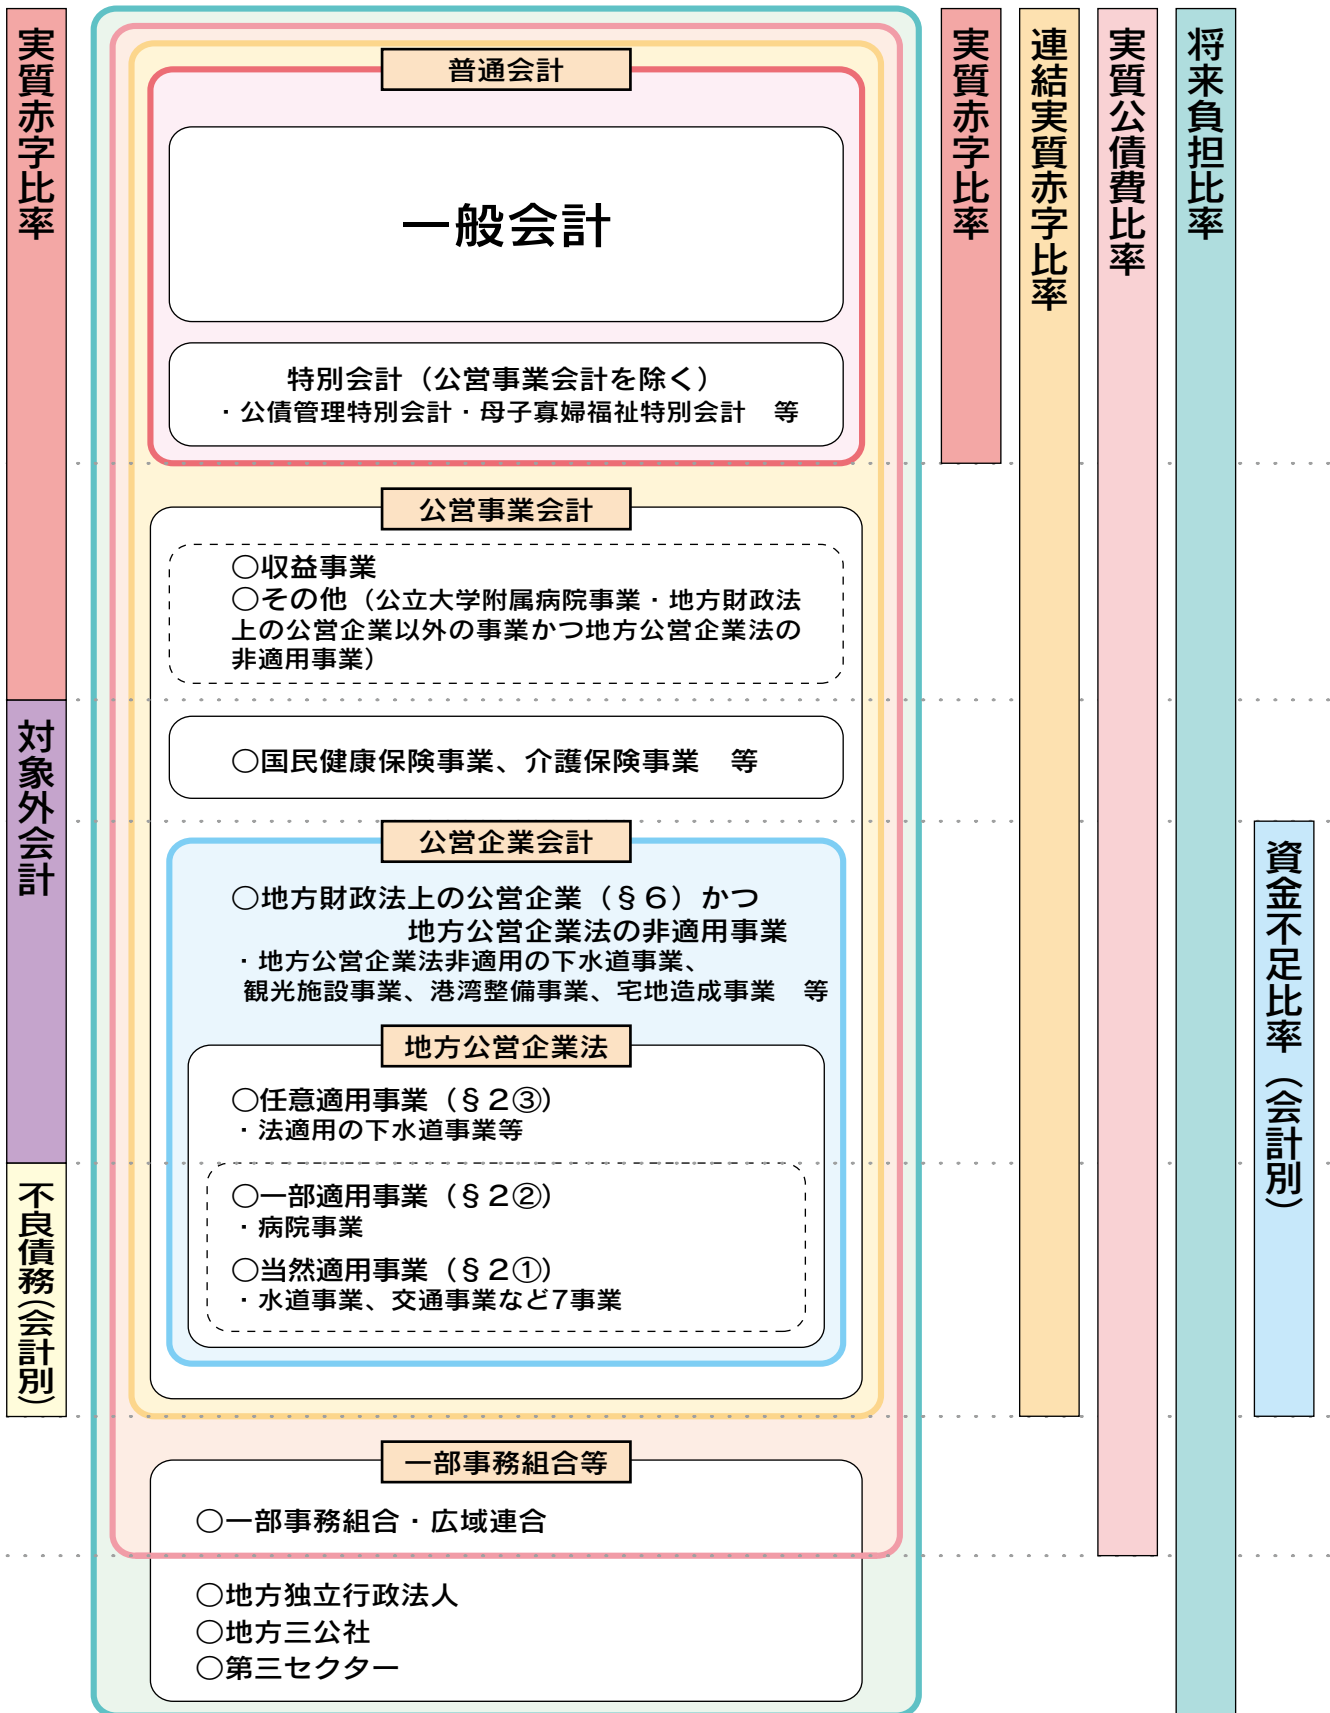 実質赤字比率
対象外会計
不良債務(会計別)
普通会計
一般会計
特別会計（公営事業会計を除く）
・公債管理特別会計・母子寡婦福祉特別会計　等
公営事業会計
○収益事業
○その他（公立大学附属病院事業・地方財政法
上の公営企業以外の事業かつ地方公営企業法の
非適用事業）
○国民健康保険事業、介護保険事業　等
公営企業会計
○地方財政法上の公営企業（§６）かつ
地方公営企業法の非適用事業
・地方公営企業法非適用の下水道事業、
観光施設事業、港湾整備事業、宅地造成事業　等
地方公営企業法
○任意適用事業（§２③）
・法適用の下水道事業等
○一部適用事業（§２②）
・病院事業
○当然適用事業（§２①）
・水道事業、交通事業など7事業
一部事務組合等
○一部事務組合・広域連合
○地方独立行政法人
○地方三公社
○第三セクター
実質赤字比率
連結実質赤字比率
実質公債費比率
将来負担比率
資金不足比率（会計別）